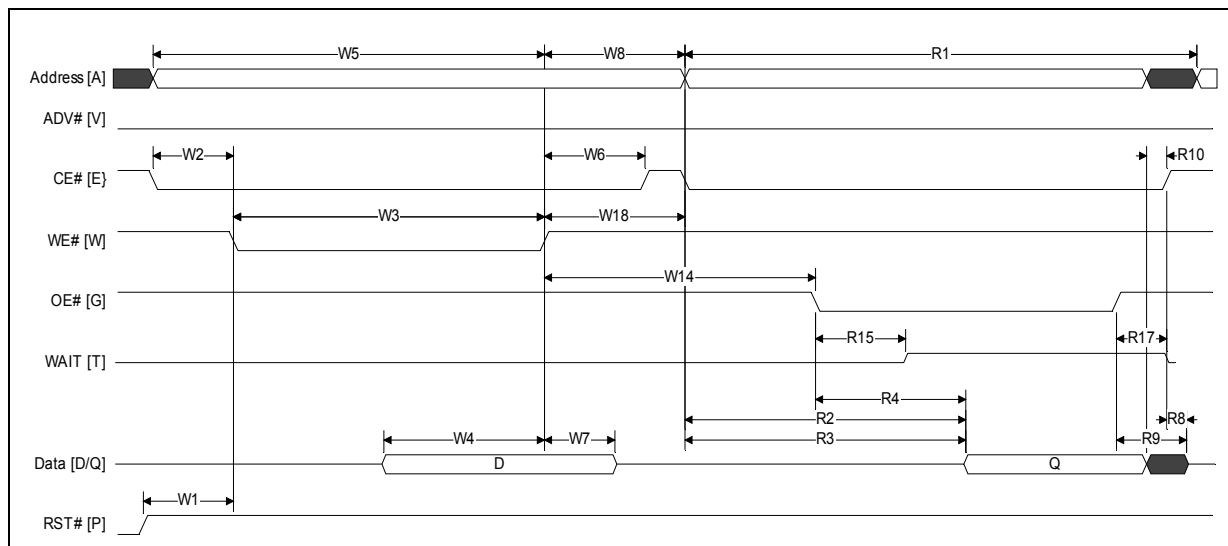 W5 W8 R1
Address [A]
ADV# [V]
W2 W6 R10
CE# [E}
W3 W18
WE# [W]
W14
OE# [G]
R15 R17
WAIT [T]
R4
R2 R8
W4 W7 R3 R9
Data [D/Q] D Q
W1
RST# [P]